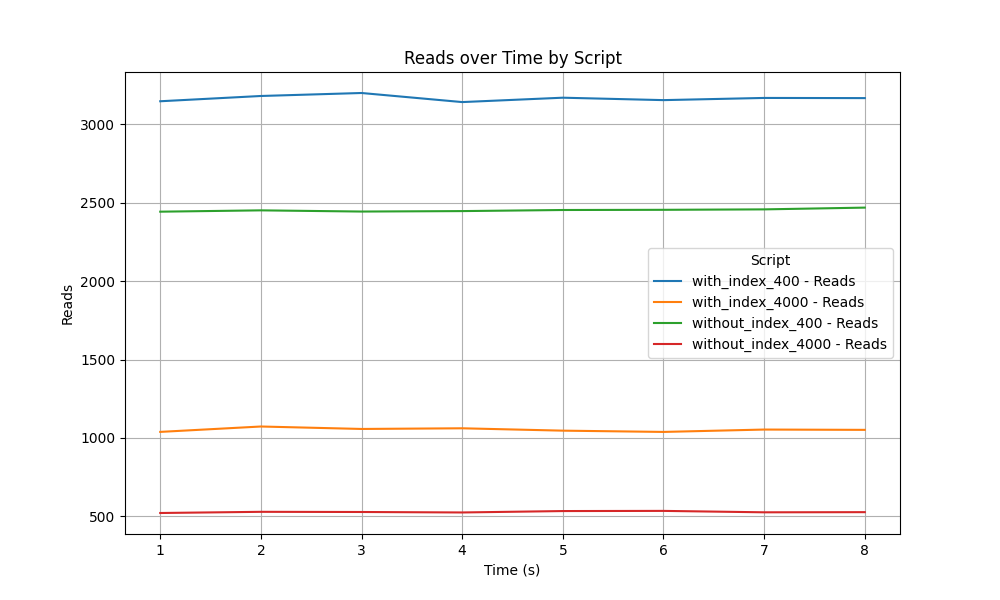 Reads over Time by Script
Reads
3000
2500
2000
1500
1000
500
Script
with_index_400 - Reads
with_index_4000 - Reads
without_index_400 - Reads
without_index_4000 - Reads
1 2 3 4 5 6 7 8
Time (s)